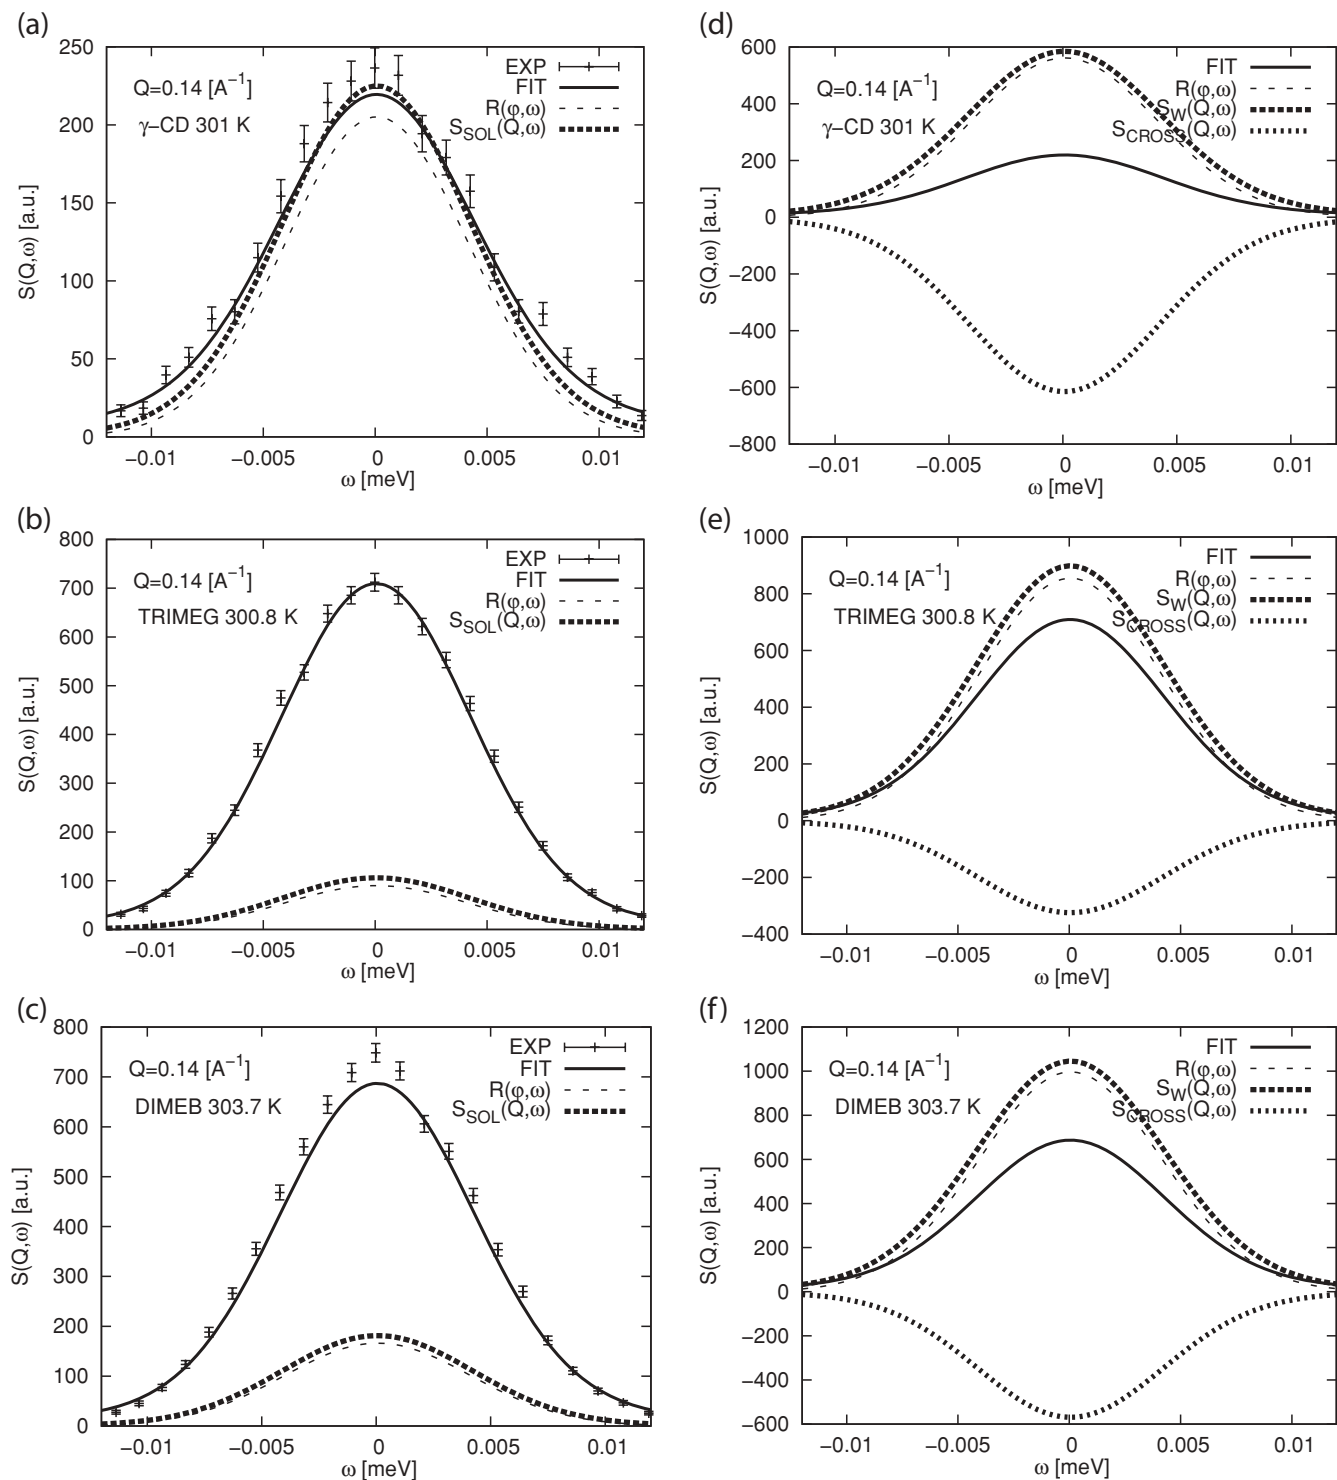 (a)
250
200
150
100
50
0
S(Q,ω) [a.u.]
Q=0.14 [A⁻¹]
γ−CD 301 K
EXP
FIT
R(φ,ω)
S_SOL(Q,ω)
−0.01 −0.005 0 0.005 0.01
ω [meV]
(d)
600
400
200
0
−200
−400
−600
−800
S(Q,ω) [a.u.]
Q=0.14 [A⁻¹]
γ−CD 301 K
FIT
R(φ,ω)
S_W(Q,ω)
S_CROSS(Q,ω)
−0.01 −0.005 0 0.005 0.01
ω [meV]
(b)
800
700
600
500
400
300
200
100
0
S(Q,ω) [a.u.]
Q=0.14 [A⁻¹]
TRIMEG 300.8 K
EXP
FIT
R(φ,ω)
S_SOL(Q,ω)
−0.01 −0.005 0 0.005 0.01
ω [meV]
(e)
1000
800
600
400
200
0
−200
−400
S(Q,ω) [a.u.]
Q=0.14 [A⁻¹]
TRIMEG 300.8 K
FIT
R(φ,ω)
S_W(Q,ω)
S_CROSS(Q,ω)
−0.01 −0.005 0 0.005 0.01
ω [meV]
(c)
800
700
600
500
400
300
200
100
0
S(Q,ω) [a.u.]
Q=0.14 [A⁻¹]
DIMEB 303.7 K
EXP
FIT
R(φ,ω)
S_SOL(Q,ω)
−0.01 −0.005 0 0.005 0.01
ω [meV]
(f)
1200
1000
800
600
400
200
0
−200
−400
−600
S(Q,ω) [a.u.]
Q=0.14 [A⁻¹]
DIMEB 303.7 K
FIT
R(φ,ω)
S_W(Q,ω)
S_CROSS(Q,ω)
−0.01 −0.005 0 0.005 0.01
ω [meV]